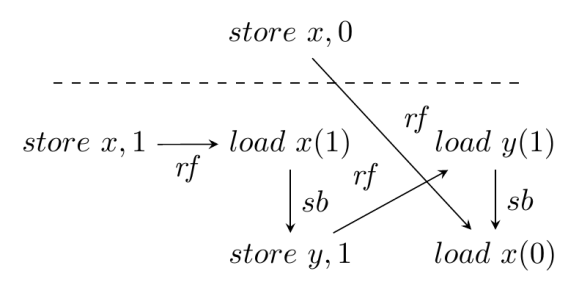 store x, 0
rf
store x, 1 load x(1) load y(1)
rf rf
sb sb
store y, 1 load x(0)